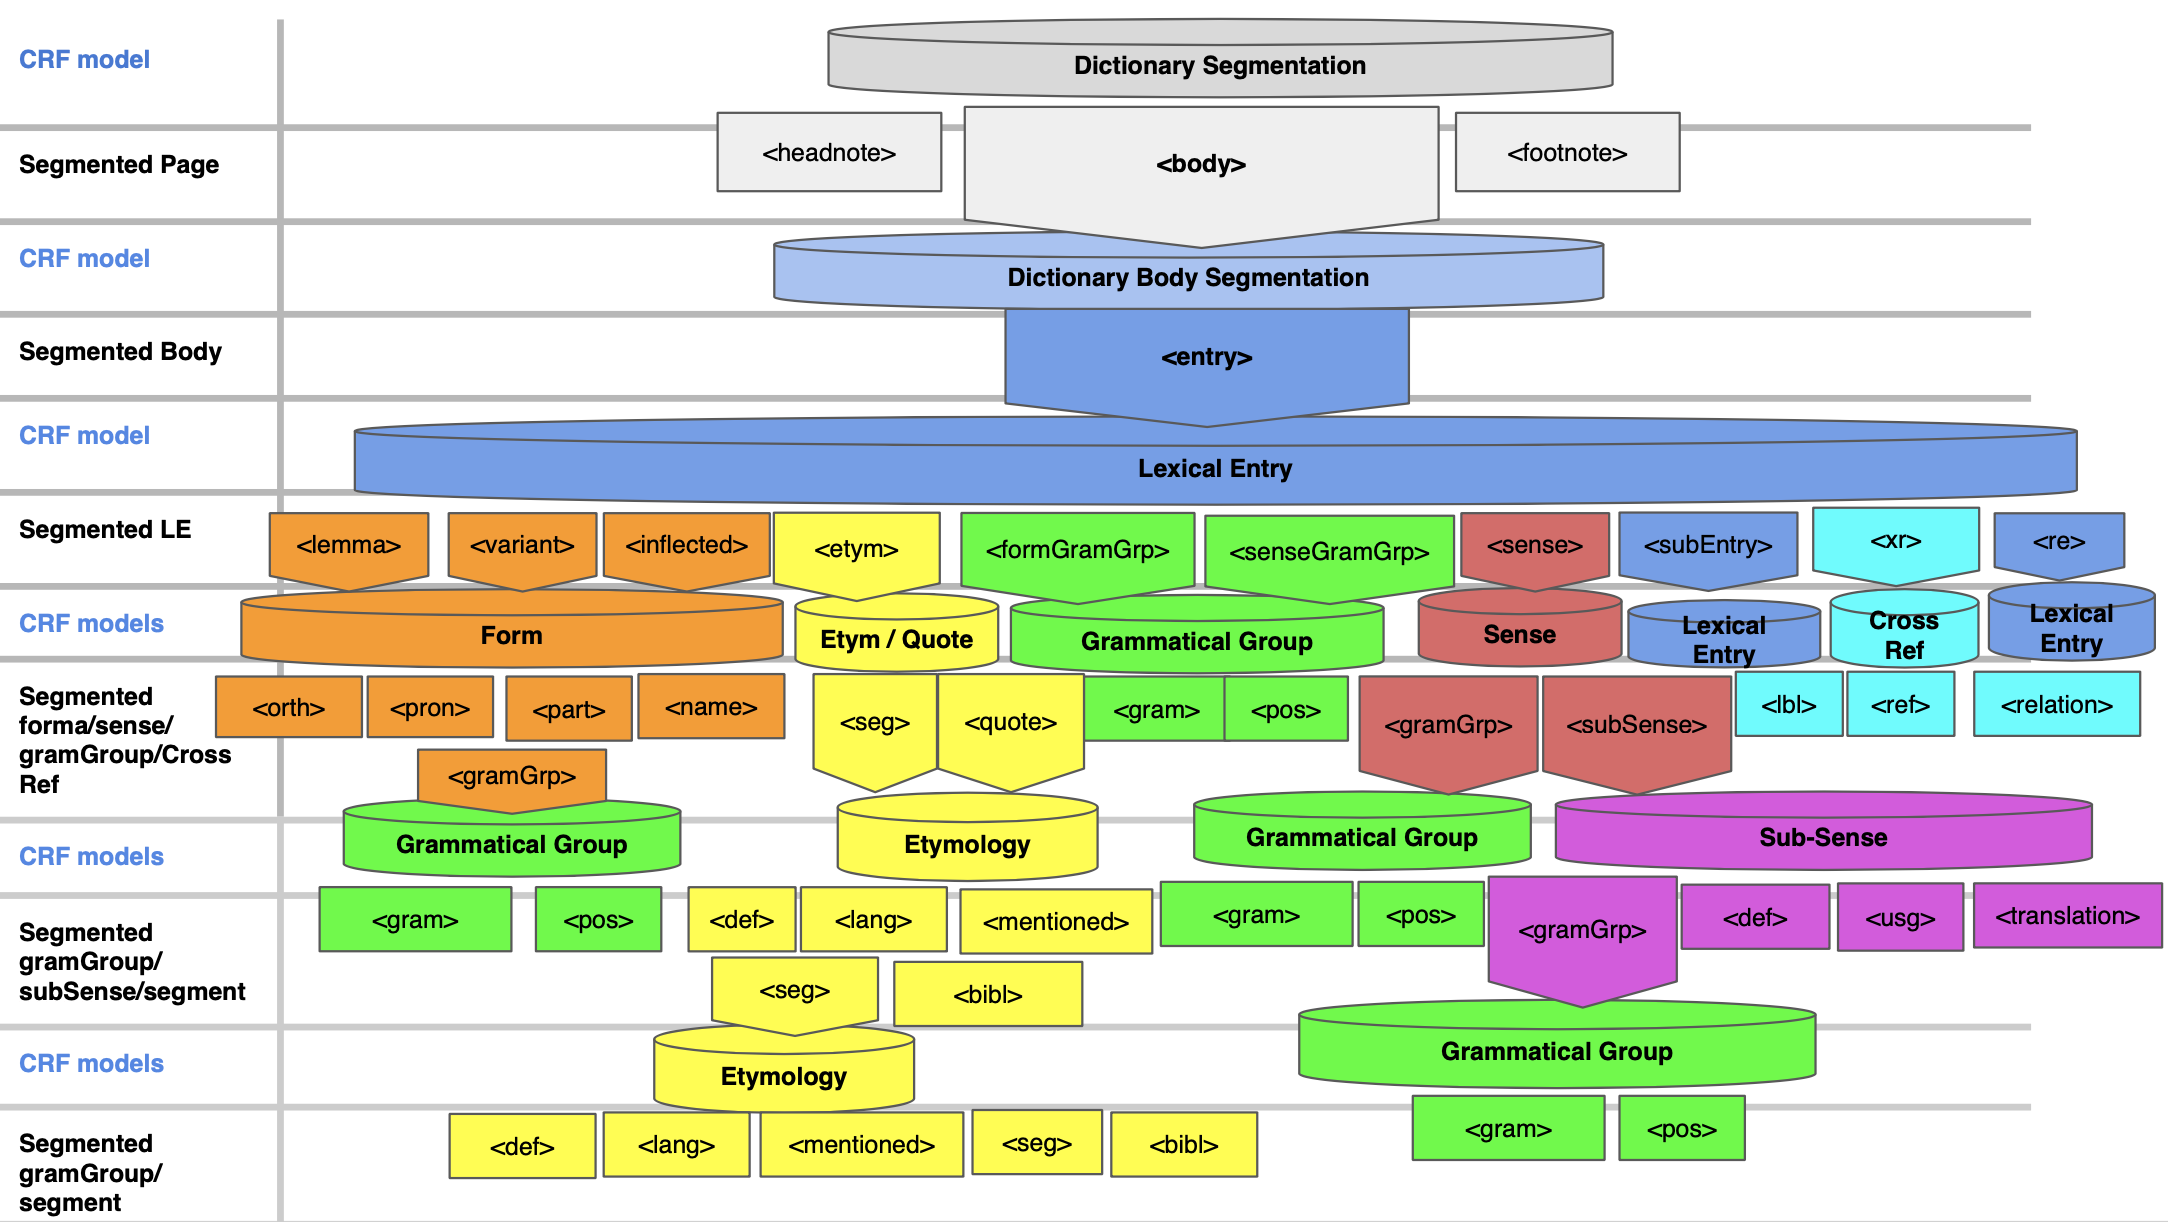 CRF model
Dictionary Segmentation
Segmented Page
<headnote>
<body>
<footnote>
CRF model
Dictionary Body Segmentation
Segmented Body
<entry>
CRF model
Lexical Entry
Segmented LE
<lemma>
<variant>
<inflected>
<etym>
<formGramGrp>
<senseGramGrp>
<sense>
<subEntry>
<xr>
<re>
CRF models
Form
Etym / Quote
Grammatical Group
Sense
Lexical
Entry
Cross
Ref
Lexical
Entry
Segmented
forma/sense/
gramGroup/Cross
Ref
<orth>
<pron>
<part>
<name>
<seg>
<quote>
<gram>
<pos>
<gramGrp>
<subSense>
<lbl>
<ref>
<relation>
<gramGrp>
CRF models
Grammatical Group
Etymology
Grammatical Group
Sub-Sense
Segmented
gramGroup/
subSense/segment
<gram>
<pos>
<def>
<lang>
<mentioned>
<gram>
<pos>
<gramGrp>
<def>
<usg>
<translation>
<seg>
<bibl>
CRF models
Etymology
Grammatical Group
Segmented
gramGroup/
segment
<def>
<lang>
<mentioned>
<seg>
<bibl>
<gram>
<pos>